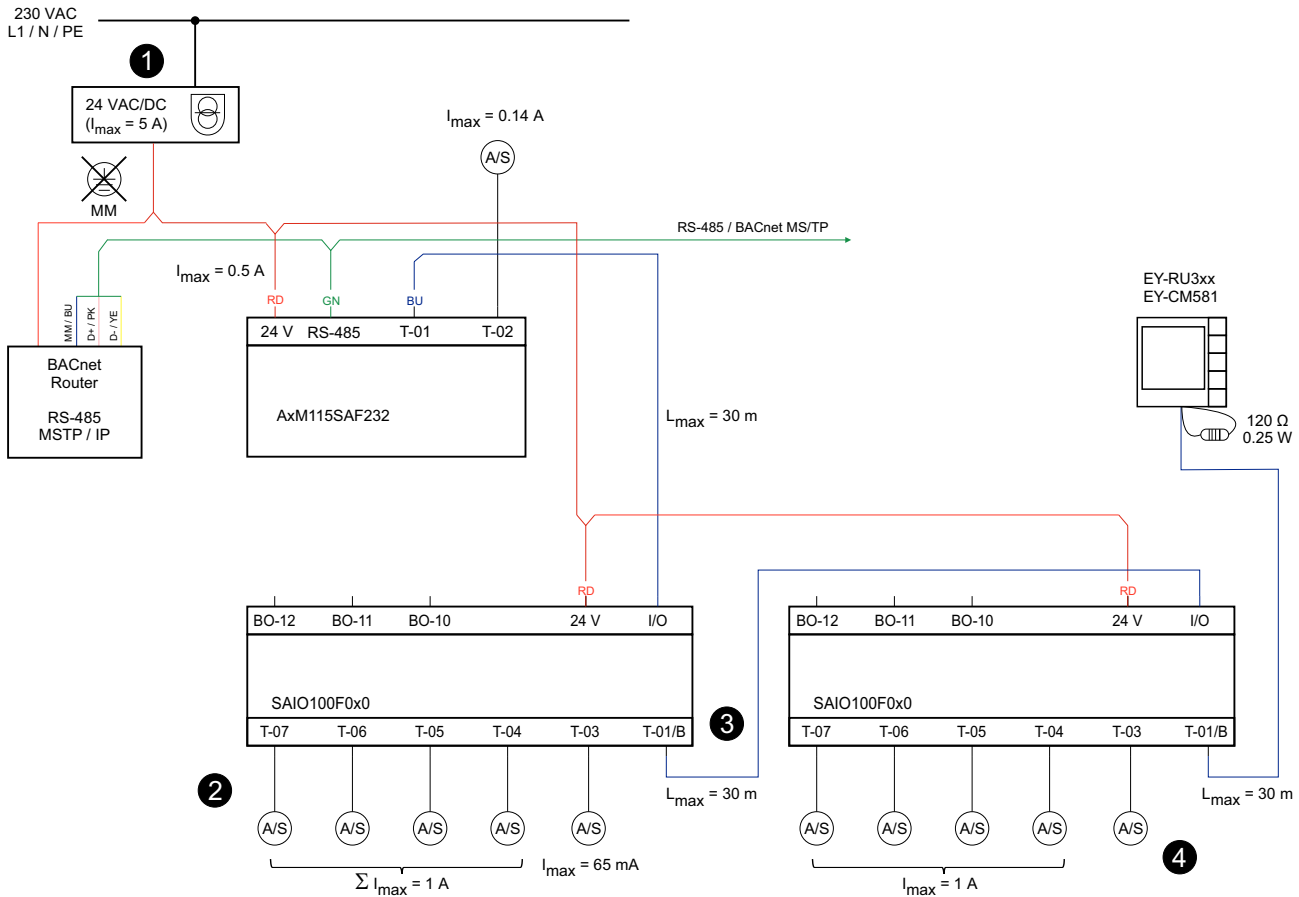 230 VAC
L1 / N / PE
1
24 VAC/DC
(Imax = 5 A)
MM
Imax = 0.14 A
A/S
RS-485 / BACnet MS/TP
Imax = 0.5 A
RD
GN
BU
MM / BU
D+ / PK
D- / YE
24 V
RS-485
T-01
T-02
AxM115SAF232
BACnet
Router
RS-485
MSTP / IP
Lmax = 30 m
EY-RU3xx
EY-CM581
120 Ω
0.25 W
RD
RD
BO-12
BO-11
BO-10
24 V
I/O
SAIO100F0x0
T-07
T-06
T-05
T-04
T-03
T-01/B
3
BO-12
BO-11
BO-10
24 V
I/O
SAIO100F0x0
T-07
T-06
T-05
T-04
T-03
T-01/B
2
Lmax = 30 m
Lmax = 30 m
A/S
A/S
A/S
A/S
A/S
A/S
A/S
A/S
A/S
A/S
4
Σ Imax = 1 A
Imax = 65 mA
Imax = 1 A